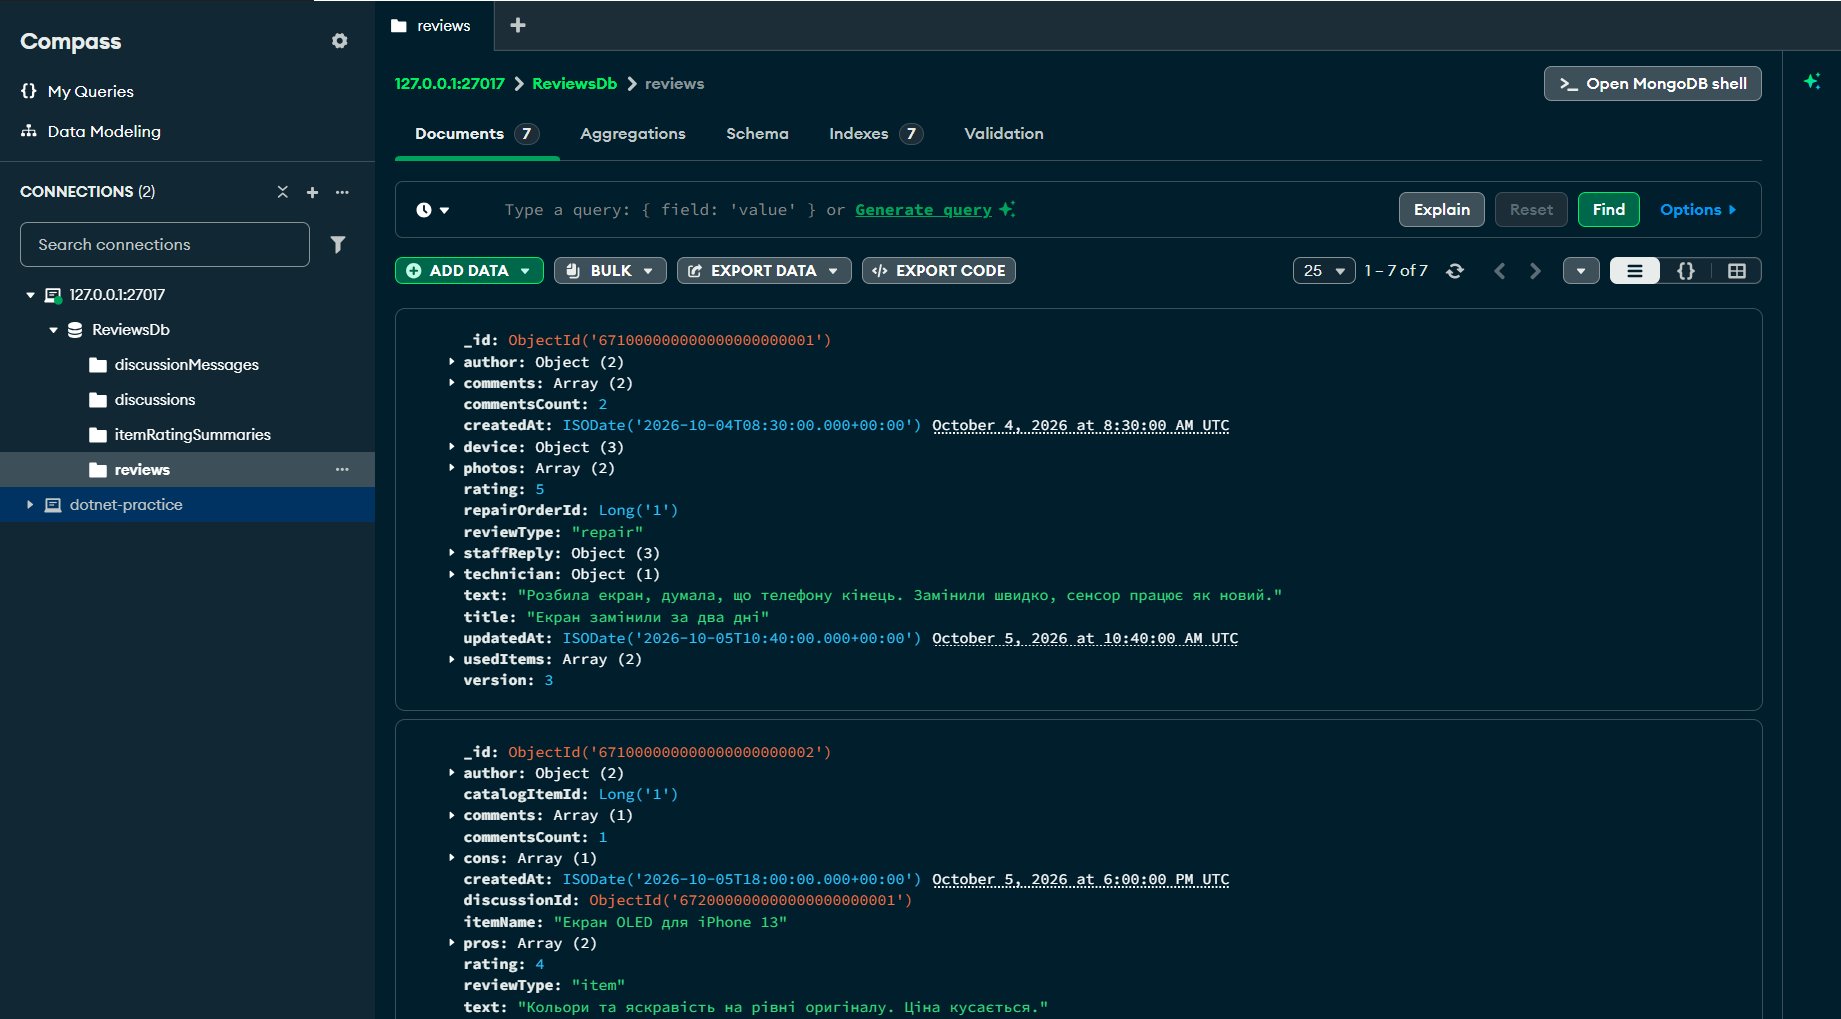 Compass
My Queries
Data Modeling
CONNECTIONS (2)
Search connections
127.0.0.1:27017
ReviewsDb
discussionMessages
discussions
itemRatingSummaries
reviews
dotnet-practice
reviews
127.0.0.1:27017 > ReviewsDb > reviews
>_ Open MongoDB shell
Documents 7 Aggregations Schema Indexes 7 Validation
Type a query: { field: 'value' } or Generate query
Explain Reset Find Options
ADD DATA BULK EXPORT DATA </> EXPORT CODE
25 1 – 7 of 7 {}
_id: ObjectId('671000000000000000000001')
author: Object (2)
comments: Array (2)
commentsCount: 2
createdAt: ISODate('2026-10-04T08:30:00.000+00:00') October 4, 2026 at 8:30:00 AM UTC
device: Object (3)
photos: Array (2)
rating: 5
repairOrderId: Long('1')
reviewType: "repair"
staffReply: Object (3)
technician: Object (1)
text: "Розбила екран, думала, що телефону кінець. Замінили швидко, сенсор працює як новий."
title: "Екран замінили за два дні"
updatedAt: ISODate('2026-10-05T10:40:00.000+00:00') October 5, 2026 at 10:40:00 AM UTC
usedItems: Array (2)
version: 3
_id: ObjectId('671000000000000000000002')
author: Object (2)
catalogItemId: Long('1')
comments: Array (1)
commentsCount: 1
cons: Array (1)
createdAt: ISODate('2026-10-05T18:00:00.000+00:00') October 5, 2026 at 6:00:00 PM UTC
discussionId: ObjectId('672000000000000000000001')
itemName: "Екран OLED для iPhone 13"
pros: Array (2)
rating: 4
reviewType: "item"
text: "Кольори та яскравість на рівні оригіналу. Ціна кусається."